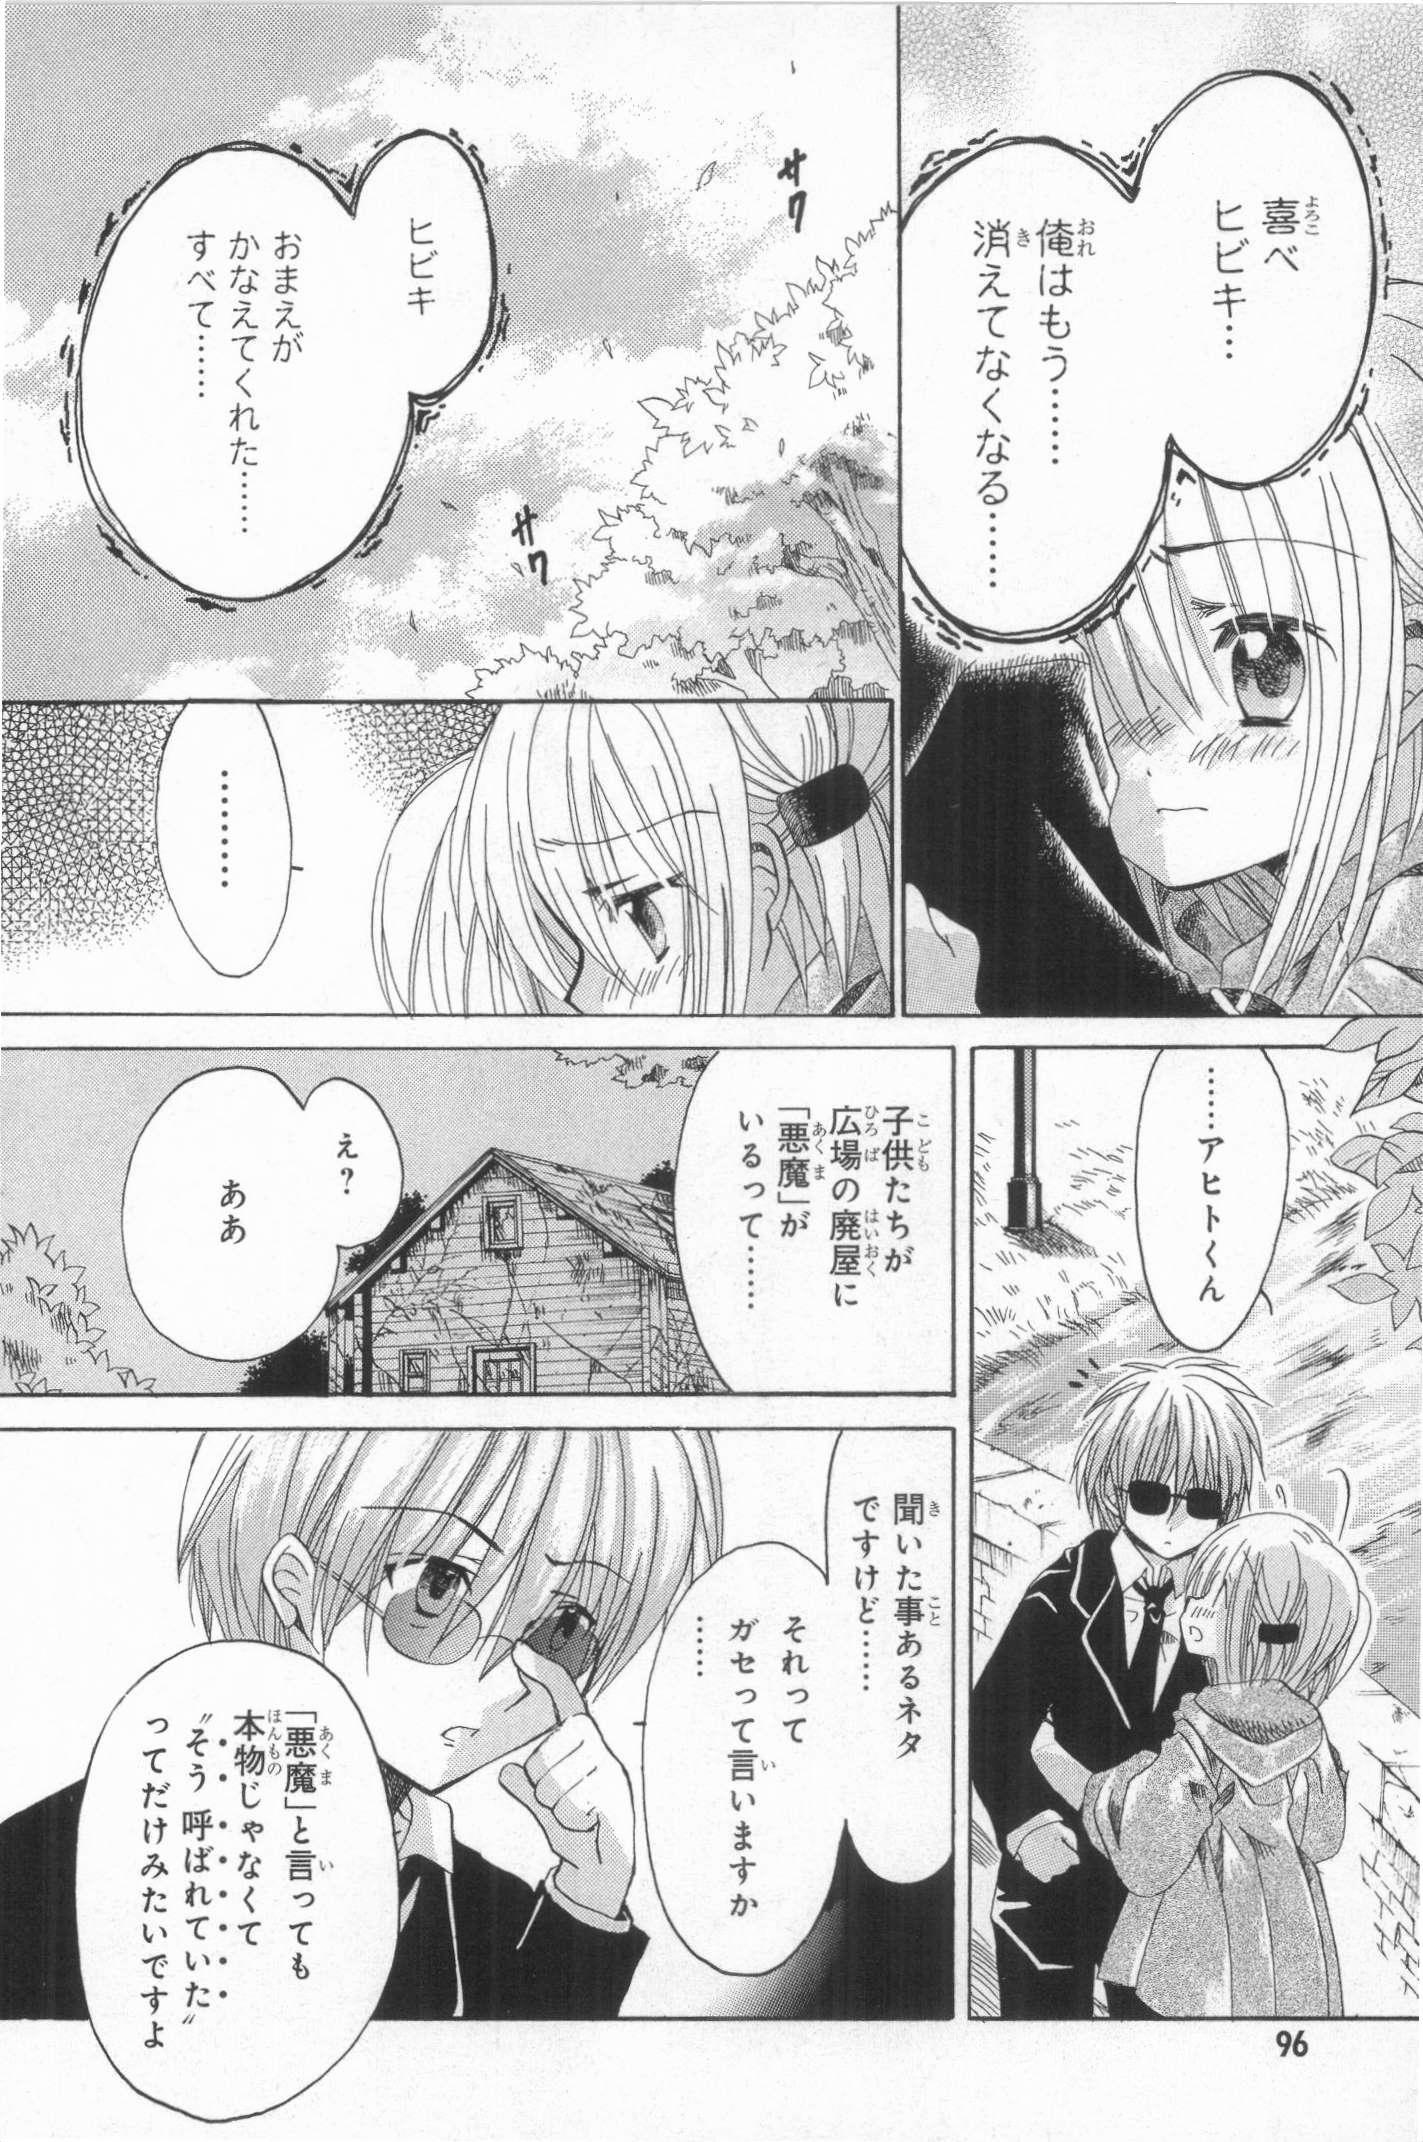 喜べ
ヒビキ…
俺はもう……
消えてなくなる……
サワ
サワ
ヒビキ
おまえが
かなえてくれた……
すべて……
………
……アヒトくん
子供たちが
広場の廃屋に
「悪魔」が
いるって……
え?
ああ
聞いた事あるネタ
ですけど……
それって
ガセって言いますか
……
「悪魔」と言っても
本物じゃなくて
〝そう呼ばれていた〟
ってだけみたいですよ
96